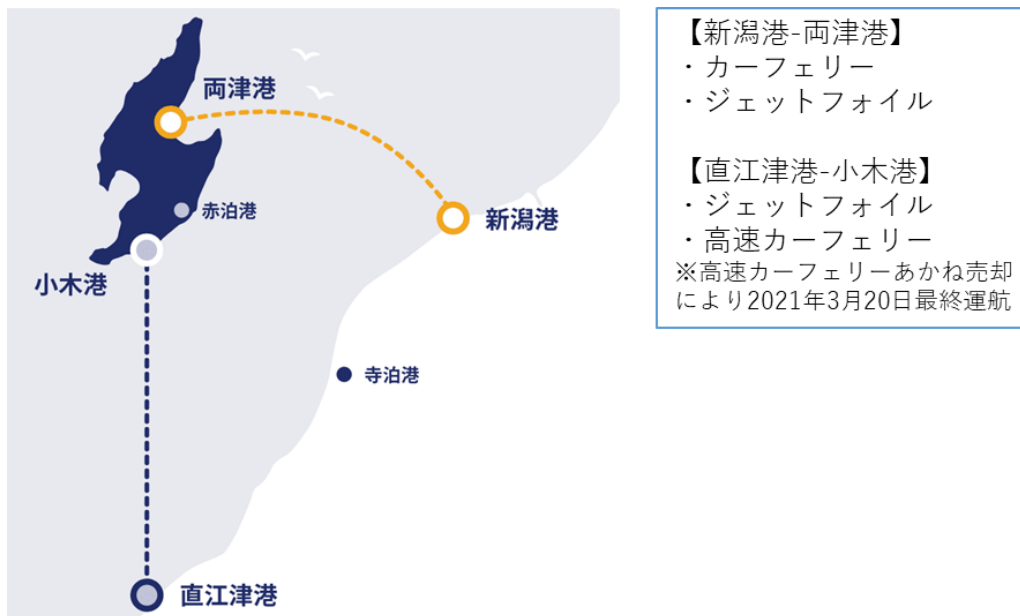 両津港
赤泊港
新潟港
小木港
寺泊港
直江津港
【新潟港-両津港】
・カーフェリー
・ジェットフォイル
【直江津港-小木港】
・ジェットフォイル
・高速カーフェリー
※高速カーフェリーあかね売却
により2021年3月20日最終運航